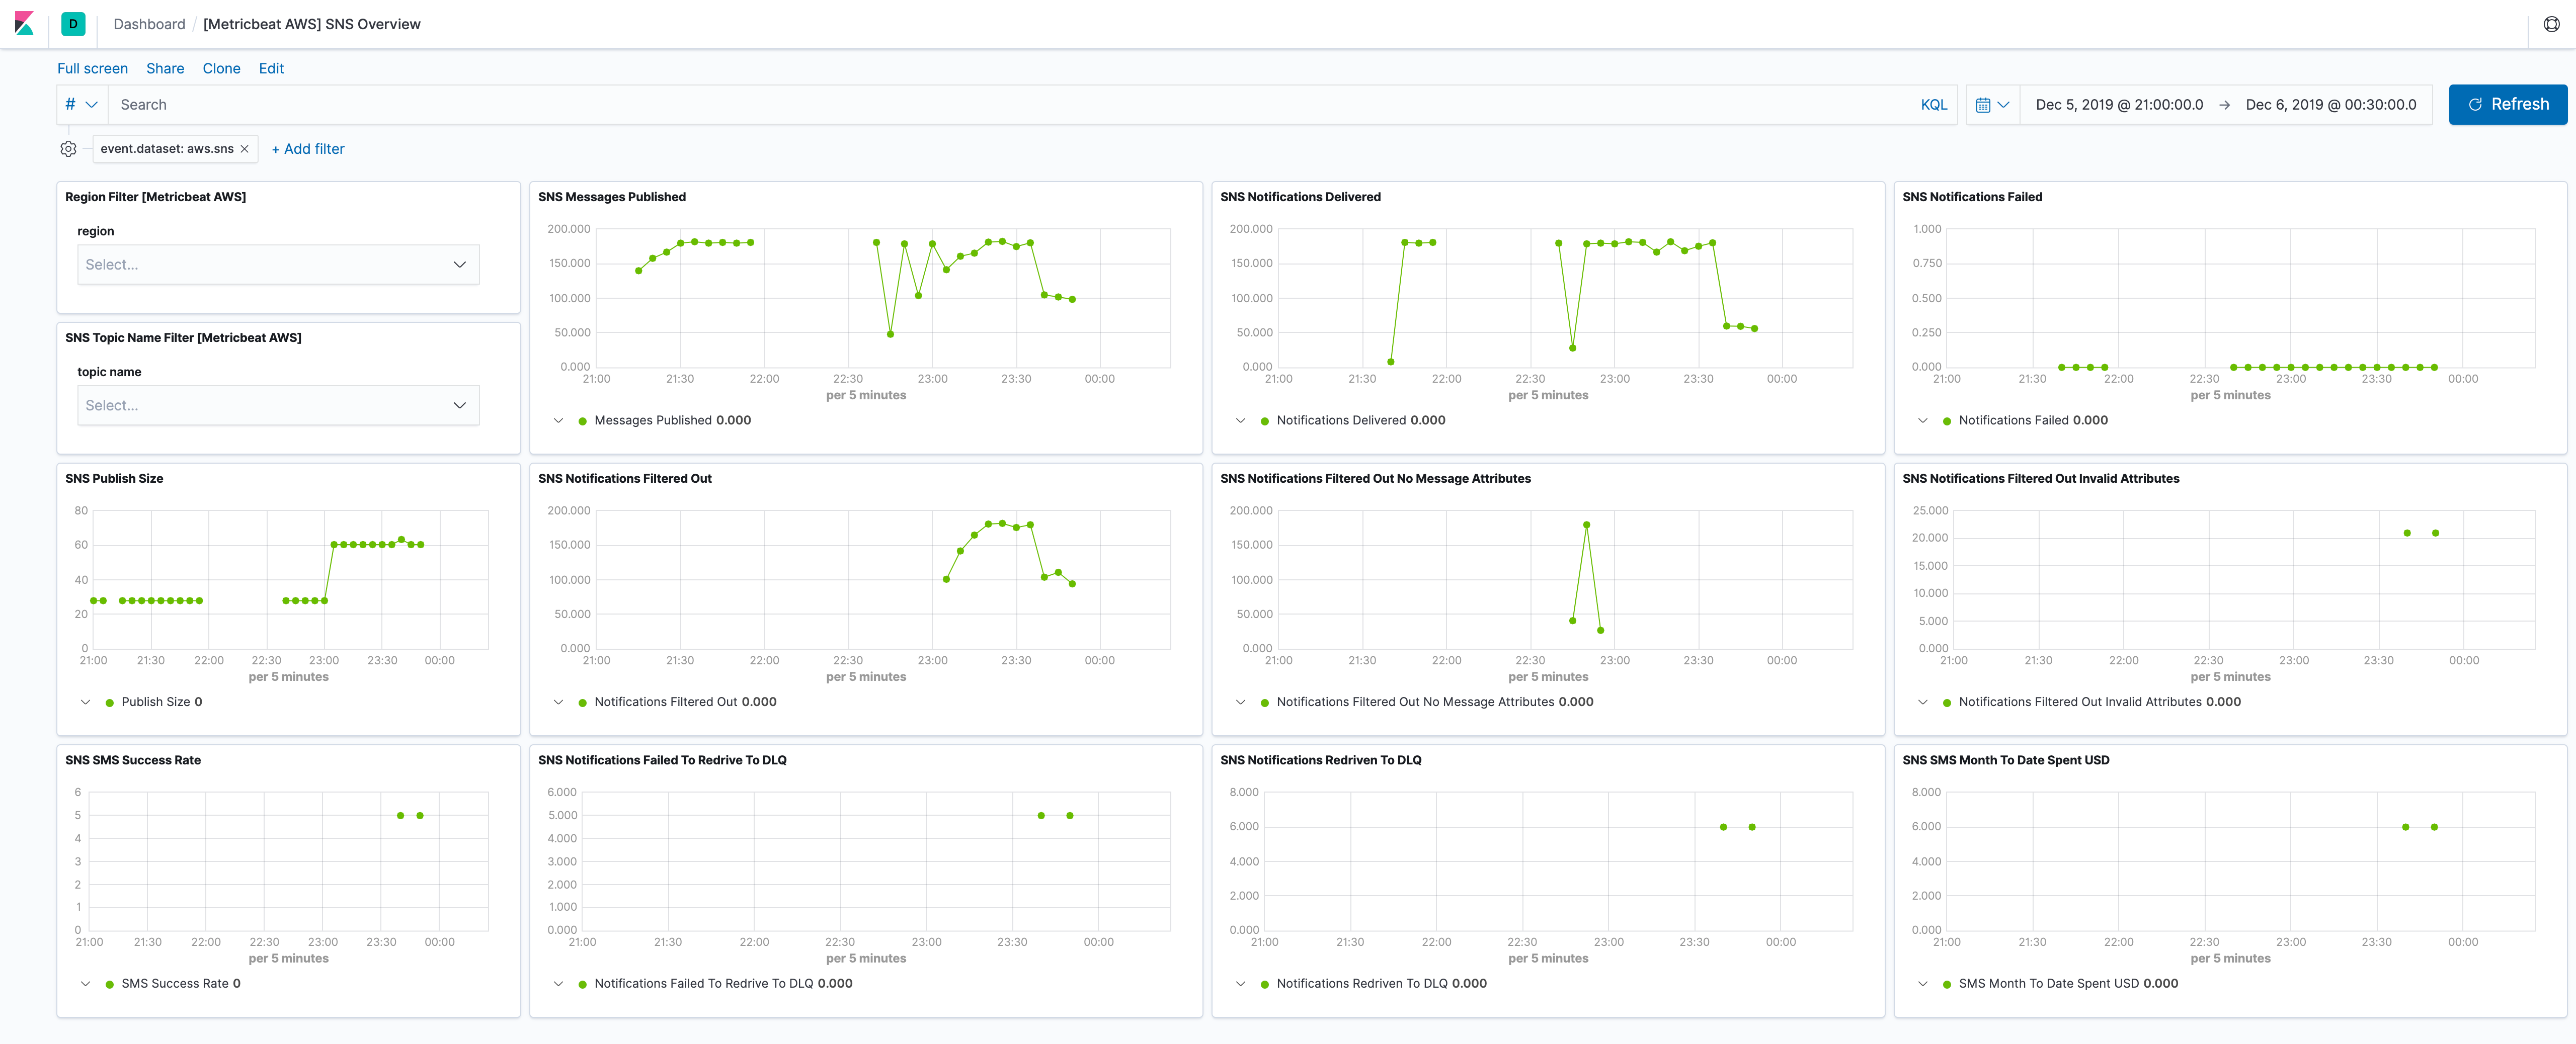 D Dashboard / [Metricbeat AWS] SNS Overview
Full screen Share Clone Edit
# Search KQL Dec 5, 2019 @ 21:00:00.0 → Dec 6, 2019 @ 00:30:00.0 Refresh
event.dataset: aws.sns × + Add filter
Region Filter [Metricbeat AWS]
region
Select...
SNS Topic Name Filter [Metricbeat AWS]
topic name
Select...
SNS Messages Published
200.000
150.000
100.000
50.000
0.000
21:00 21:30 22:00 22:30 23:00 23:30 00:00
per 5 minutes
Messages Published 0.000
SNS Notifications Delivered
200.000
150.000
100.000
50.000
0.000
21:00 21:30 22:00 22:30 23:00 23:30 00:00
per 5 minutes
Notifications Delivered 0.000
SNS Notifications Failed
1.000
0.750
0.500
0.250
0.000
21:00 21:30 22:00 22:30 23:00 23:30 00:00
per 5 minutes
Notifications Failed 0.000
SNS Publish Size
80
60
40
20
0
21:00 21:30 22:00 22:30 23:00 23:30 00:00
per 5 minutes
Publish Size 0
SNS Notifications Filtered Out
200.000
150.000
100.000
50.000
0.000
21:00 21:30 22:00 22:30 23:00 23:30 00:00
per 5 minutes
Notifications Filtered Out 0.000
SNS Notifications Filtered Out No Message Attributes
200.000
150.000
100.000
50.000
0.000
21:00 21:30 22:00 22:30 23:00 23:30 00:00
per 5 minutes
Notifications Filtered Out No Message Attributes 0.000
SNS Notifications Filtered Out Invalid Attributes
25.000
20.000
15.000
10.000
5.000
0.000
21:00 21:30 22:00 22:30 23:00 23:30 00:00
per 5 minutes
Notifications Filtered Out Invalid Attributes 0.000
SNS SMS Success Rate
6
5
4
3
2
1
0
21:00 21:30 22:00 22:30 23:00 23:30 00:00
per 5 minutes
SMS Success Rate 0
SNS Notifications Failed To Redrive To DLQ
6.000
5.000
4.000
3.000
2.000
1.000
0.000
21:00 21:30 22:00 22:30 23:00 23:30 00:00
per 5 minutes
Notifications Failed To Redrive To DLQ 0.000
SNS Notifications Redriven To DLQ
8.000
6.000
4.000
2.000
0.000
21:00 21:30 22:00 22:30 23:00 23:30 00:00
per 5 minutes
Notifications Redriven To DLQ 0.000
SNS SMS Month To Date Spent USD
8.000
6.000
4.000
2.000
0.000
21:00 21:30 22:00 22:30 23:00 23:30 00:00
per 5 minutes
SMS Month To Date Spent USD 0.000